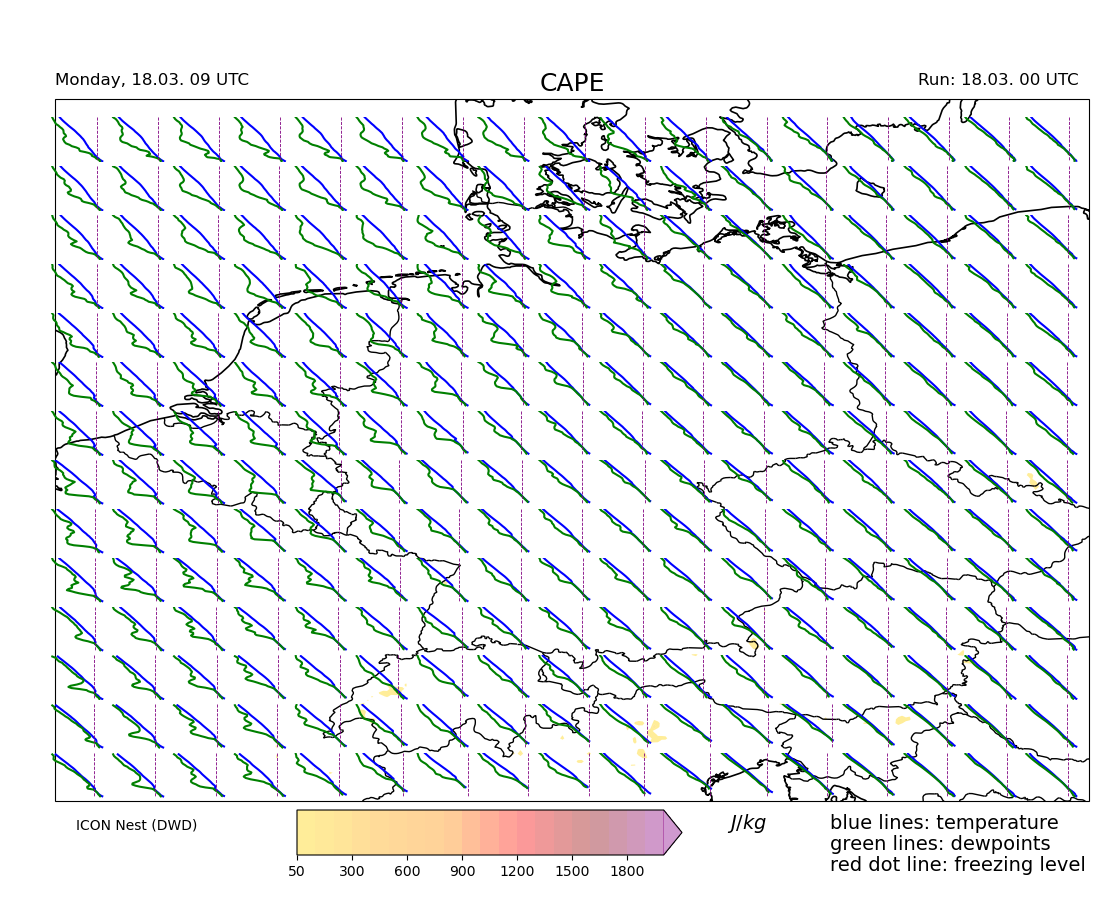 Monday, 18.03. 09 UTC
CAPE
Run: 18.03. 00 UTC
ICON Nest (DWD)
50 300 600 900 1200 1500 1800
J/kg
blue lines: temperature
green lines: dewpoints
red dot line: freezing level